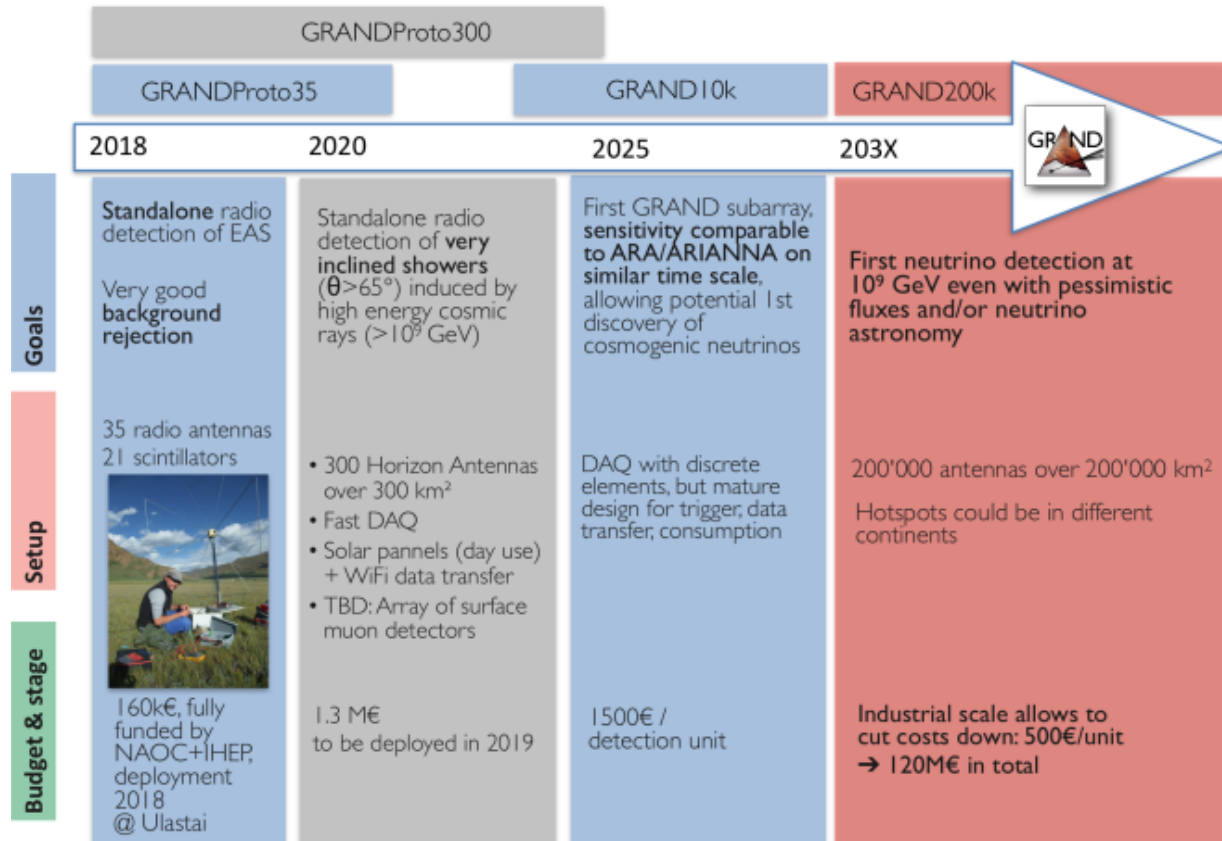 GRANDProto300
GRANDProto35
GRAND10k
GRAND200k
2018
2020
2025
203X
GRAND
Goals
Standalone radio
detection of EAS
Very good
background
rejection
Standalone radio
detection of very
inclined showers
(θ>65°) induced by
high energy cosmic
rays (>10⁹ GeV)
First GRAND subarray,
sensitivity comparable
to ARA/ARIANNA on
similar time scale,
allowing potential 1st
discovery of
cosmogenic neutrinos
First neutrino detection at
10⁹ GeV even with pessimistic
fluxes and/or neutrino
astronomy
Setup
35 radio antennas
21 scintillators
• 300 Horizon Antennas
over 300 km²
• Fast DAQ
• Solar pannels (day use)
+ WiFi data transfer
• TBD: Array of surface
muon detectors
DAQ with discrete
elements, but mature
design for trigger, data
transfer, consumption
200'000 antennas over 200'000 km²
Hotspots could be in different
continents
Budget & stage
160k€, fully
funded by
NAOC+IHEP,
deployment
2018
@ Ulastai
1.3 M€
to be deployed in 2019
1500€ /
detection unit
Industrial scale allows to
cut costs down: 500€/unit
→ 120M€ in total